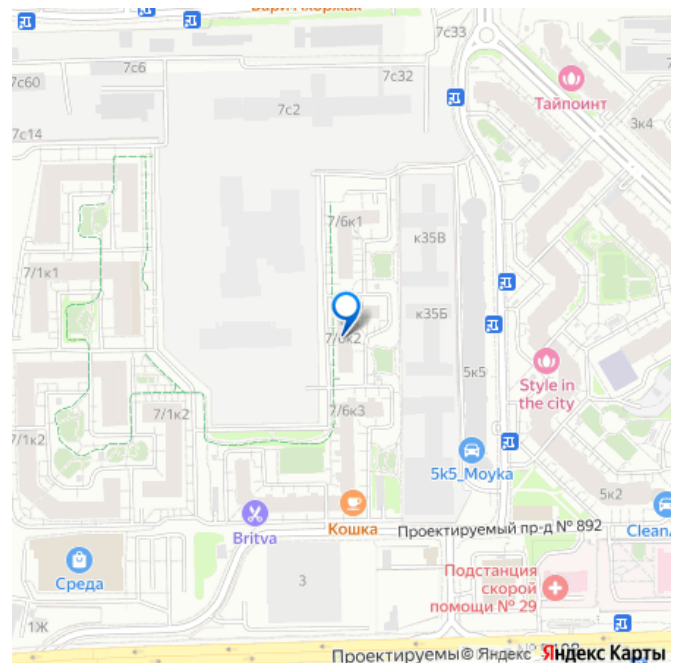 7с33
7с6
7с60
7с32
Тайпоинт
7с2
3к4
7с14
7/6к1
к35В
7/1к1
к35Б
7/6к2
5к5
Style in
the city
7/6к3
7/1к2
7/1к2
5k5_Moyka
5к2
Britva
Кошка
Проектируемый пр-д № 892
Среда
3
Подстанция
скорой
помощи № 29
1Ж
Проектируемы
© Яндекс
Яндекс Карты